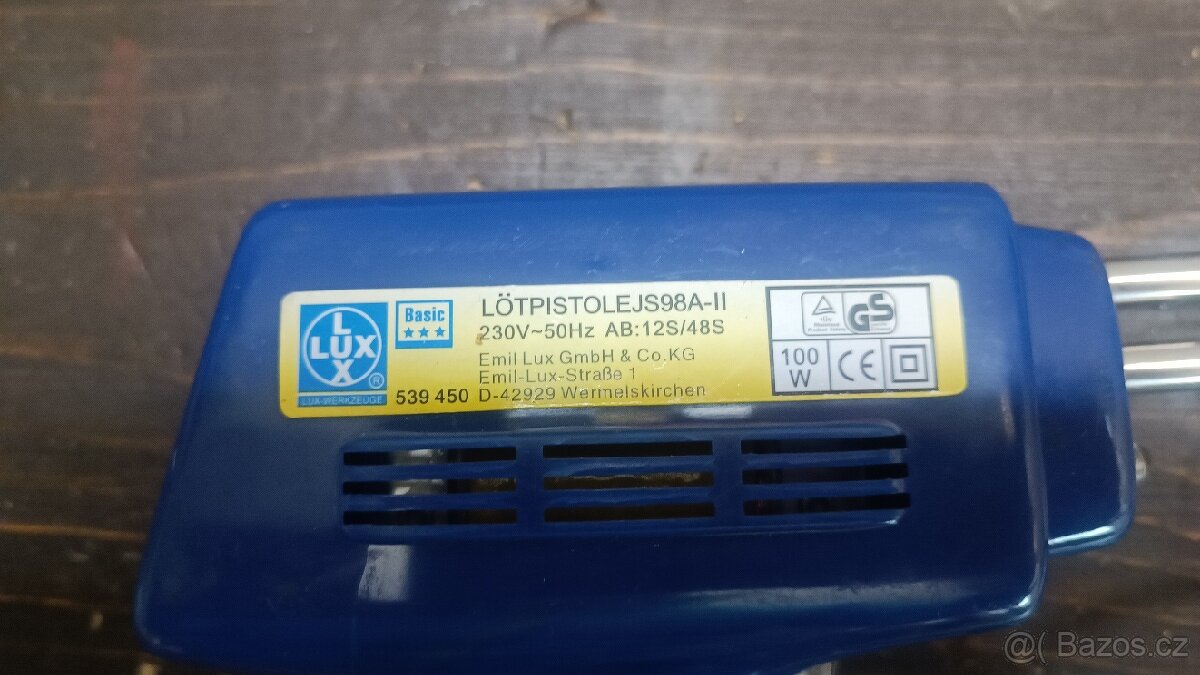 LUX
LUX
®
LUX-WERKZEUGE
Basic
★★★
LÖTPISTOLEJS98A-II
230V~50Hz AB:12S/48S
Emil Lux GmbH & Co.KG
Emil-Lux-Straße 1
539 450 D-42929 Wermelskirchen
GS
100
W
CE
@( Bazos.cz